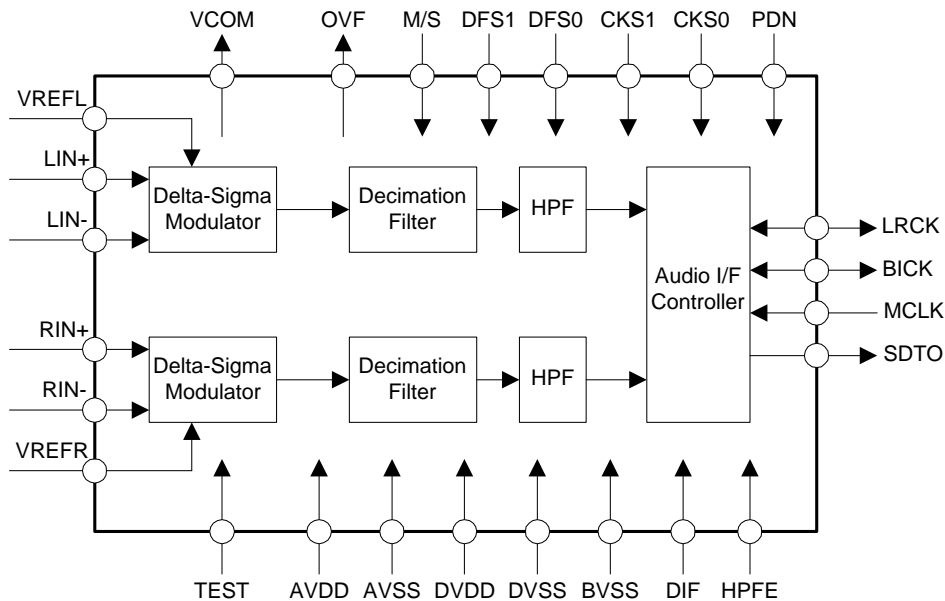 VCOM OVF M/S DFS1 DFS0 CKS1 CKS0 PDN
VREFL
LIN+
LIN-
Delta-Sigma
Modulator
Decimation
Filter
HPF
Audio I/F
Controller
LRCK
BICK
MCLK
SDTO
RIN+
RIN-
VREFR
Delta-Sigma
Modulator
Decimation
Filter
HPF
TEST AVDD AVSS DVDD DVSS BVSS DIF HPFE